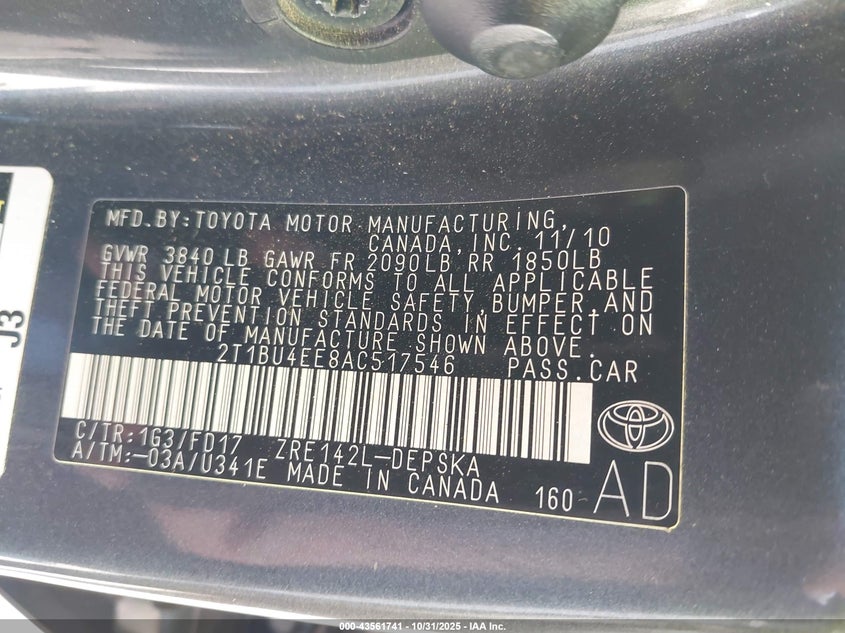 MFD.BY:TOYOTA MOTOR MANUFACTURING,
CANADA,INC. 11/10
GVWR 3840 LB GAWR FR 2090LB RR 1850LB
THIS VEHICLE CONFORMS TO ALL APPLICABLE
FEDERAL MOTOR VEHICLE SAFETY,BUMPER,AND
THEFT PREVENTION STANDARDS IN EFFECT ON
THE DATE OF MANUFACTURE SHOWN ABOVE.
2T1BU4EE8AC517546 PASS.CAR
C/TR:1G3/FD17 ZRE142L-DEPSKA
A/TM:-03A/U341E MADE IN CANADA 160 AD
J3
000-43561741 - 10/31/2025 - IAA Inc.